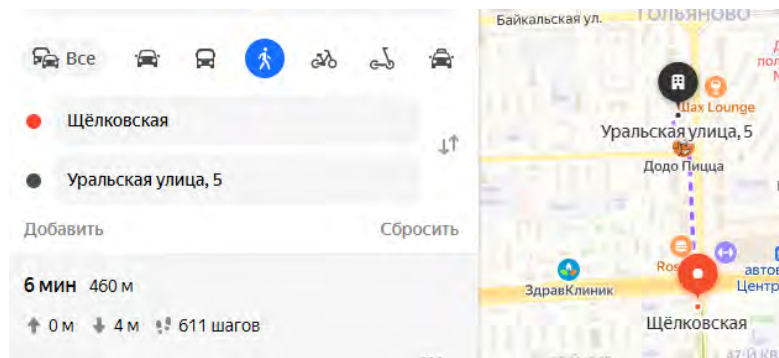 Все
Щёлковская
Уральская улица, 5
Добавить
Сбросить
6 мин 460 м
0 м 4 м 611 шагов
Байкальская ул.
ГОЛЬЯНОВО
Шах Lounge
Уральская улица, 5
Додо Пицца
ЗдравКлиник
Ros
автов
Центр
Щёлковская